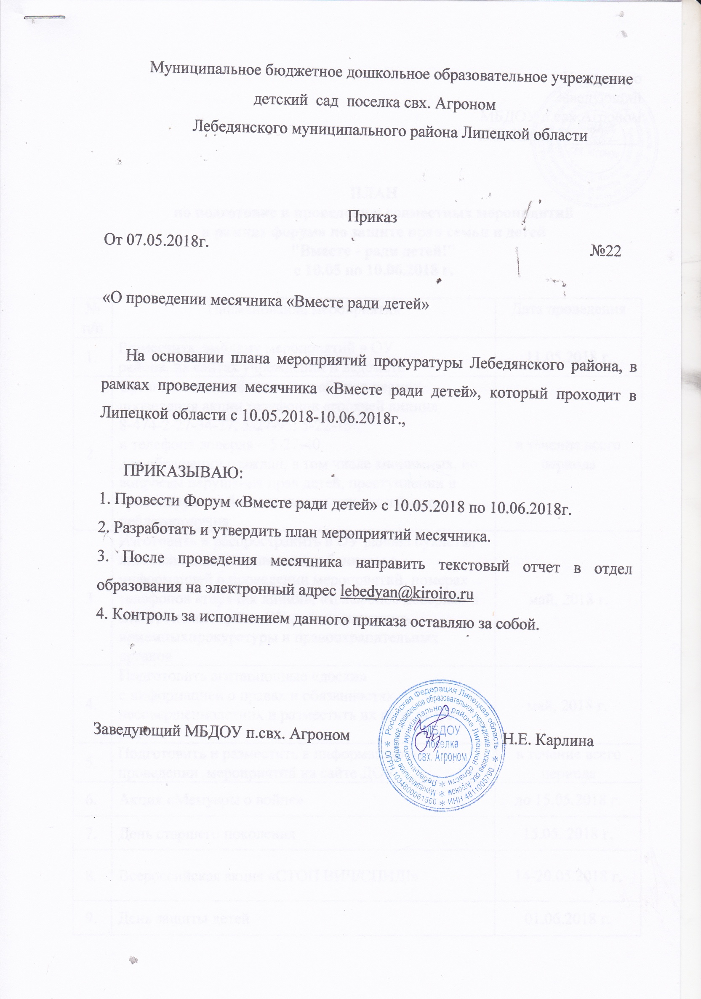 Муниципальное бюджетное дошкольное образовательное учреждение
детский сад поселка свх. Агроном
Лебедянского муниципального района Липецкой области
Приказ
От 07.05.2018г.
№22
«О проведении месячника «Вместе ради детей»
На основании плана мероприятий прокуратуры Лебедянского района, в
рамках проведения месячника «Вместе ради детей», который проходит в
Липецкой области с 10.05.2018-10.06.2018г.,
ПРИКАЗЫВАЮ:
1. Провести Форум «Вместе ради детей» с 10.05.2018 по 10.06.2018г.
2. Разработать и утвердить план мероприятий месячника.
3. После проведения месячника направить текстовый отчет в отдел
образования на электронный адрес lebedyan@kiroiro.ru
4. Контроль за исполнением данного приказа оставляю за собой.
Заведующий МБДОУ п.свх. Агроном
Н.Е. Карлина
Российская Федерация Липецкая область
ОГРН 1034800061560 * ИНН 4811005790
Муниципальное бюджетное дошкольное образовательное учреждение поселка свх. Агроном
Лебедянского муниципального района Липецкой области
МБДОУ
поселка
свх. Агроном